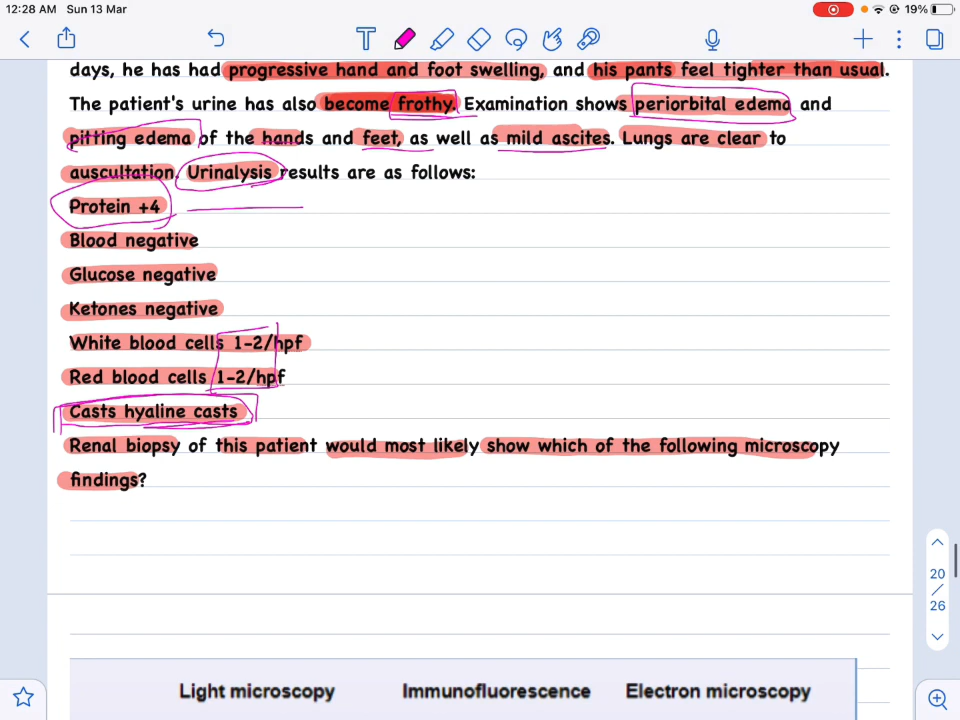 12:28 AM Sun 13 Mar
19%
T
days, he has had progressive hand and foot swelling, and his pants feel tighter than usual.
The patient's urine has also become frothy. Examination shows periorbital edema and
pitting edema of the hands and feet, as well as mild ascites. Lungs are clear to
auscultation. Urinalysis results are as follows:
Protein +4
Blood negative
Glucose negative
Ketones negative
White blood cells 1-2/hpf
Red blood cells 1-2/hpf
Casts hyaline casts
Renal biopsy of this patient would most likely show which of the following microscopy
findings?
20
/
26
Light microscopy Immunofluorescence Electron microscopy